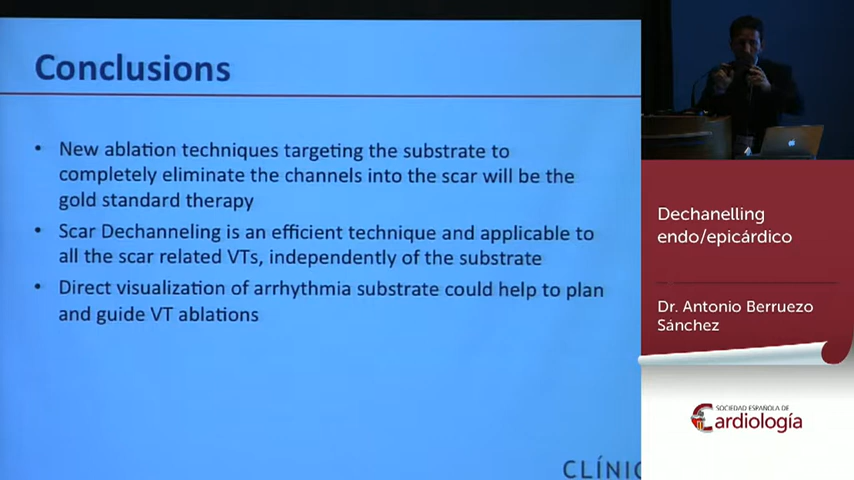 Conclusions
• New ablation techniques targeting the substrate to
completely eliminate the channels into the scar will be the
gold standard therapy
• Scar Dechanneling is an efficient technique and applicable to
all the scar related VTs, independently of the substrate
• Direct visualization of arrhythmia substrate could help to plan
and guide VT ablations
CLÍNIC
Dechanelling
endo/epicárdico
Dr. Antonio Berruezo
Sánchez
SOCIEDAD ESPAÑOLA DE
Cardiología